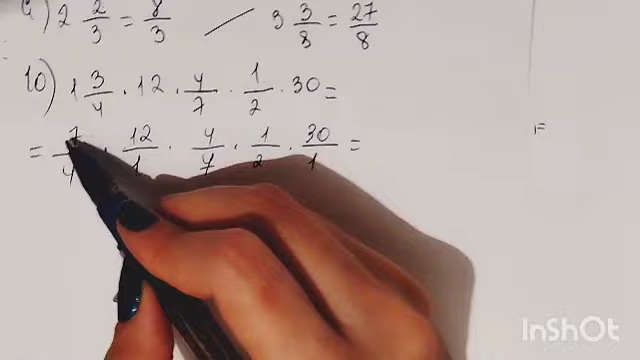 2 2/3 = 8/3 3 3/8 = 27/8
10) 1 3/4 · 12 · 4/7 · 1/2 · 30 =
= 7/4 · 12/1 · 4/7 · 1/2 · 30/1 =
=
InShOt